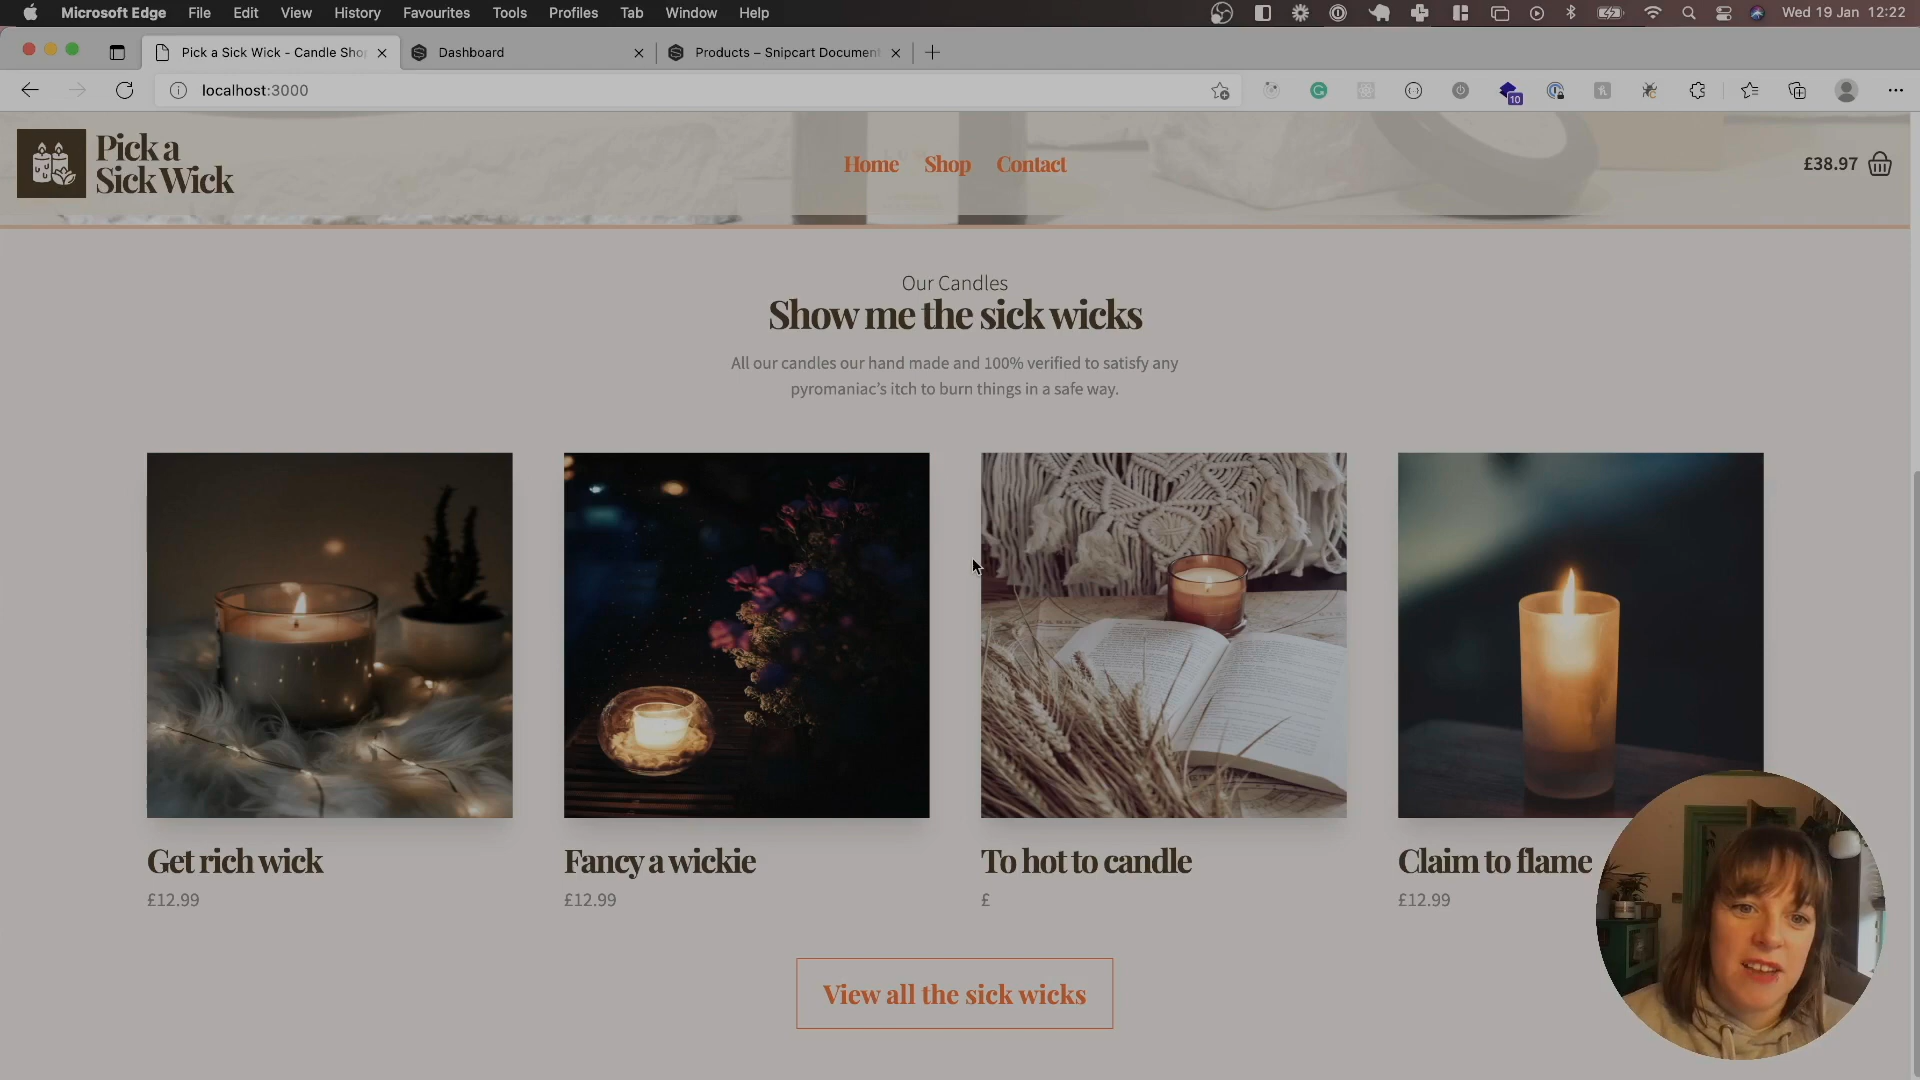 Microsoft Edge File Edit View History Favourites Tools Profiles Tab Window Help Wed 19 Jan 12:22
Pick a Sick Wick - Candle Shop Dashboard Products – Snipcart Document
localhost:3000
10
Pick a
Sick Wick
Home Shop Contact
£38.97
Our Candles
Show me the sick wicks
All our candles our hand made and 100% verified to satisfy any
pyromaniac’s itch to burn things in a safe way.
Get rich wick
£12.99
Fancy a wickie
£12.99
To hot to candle
£
Claim to flame
£12.99
View all the sick wicks